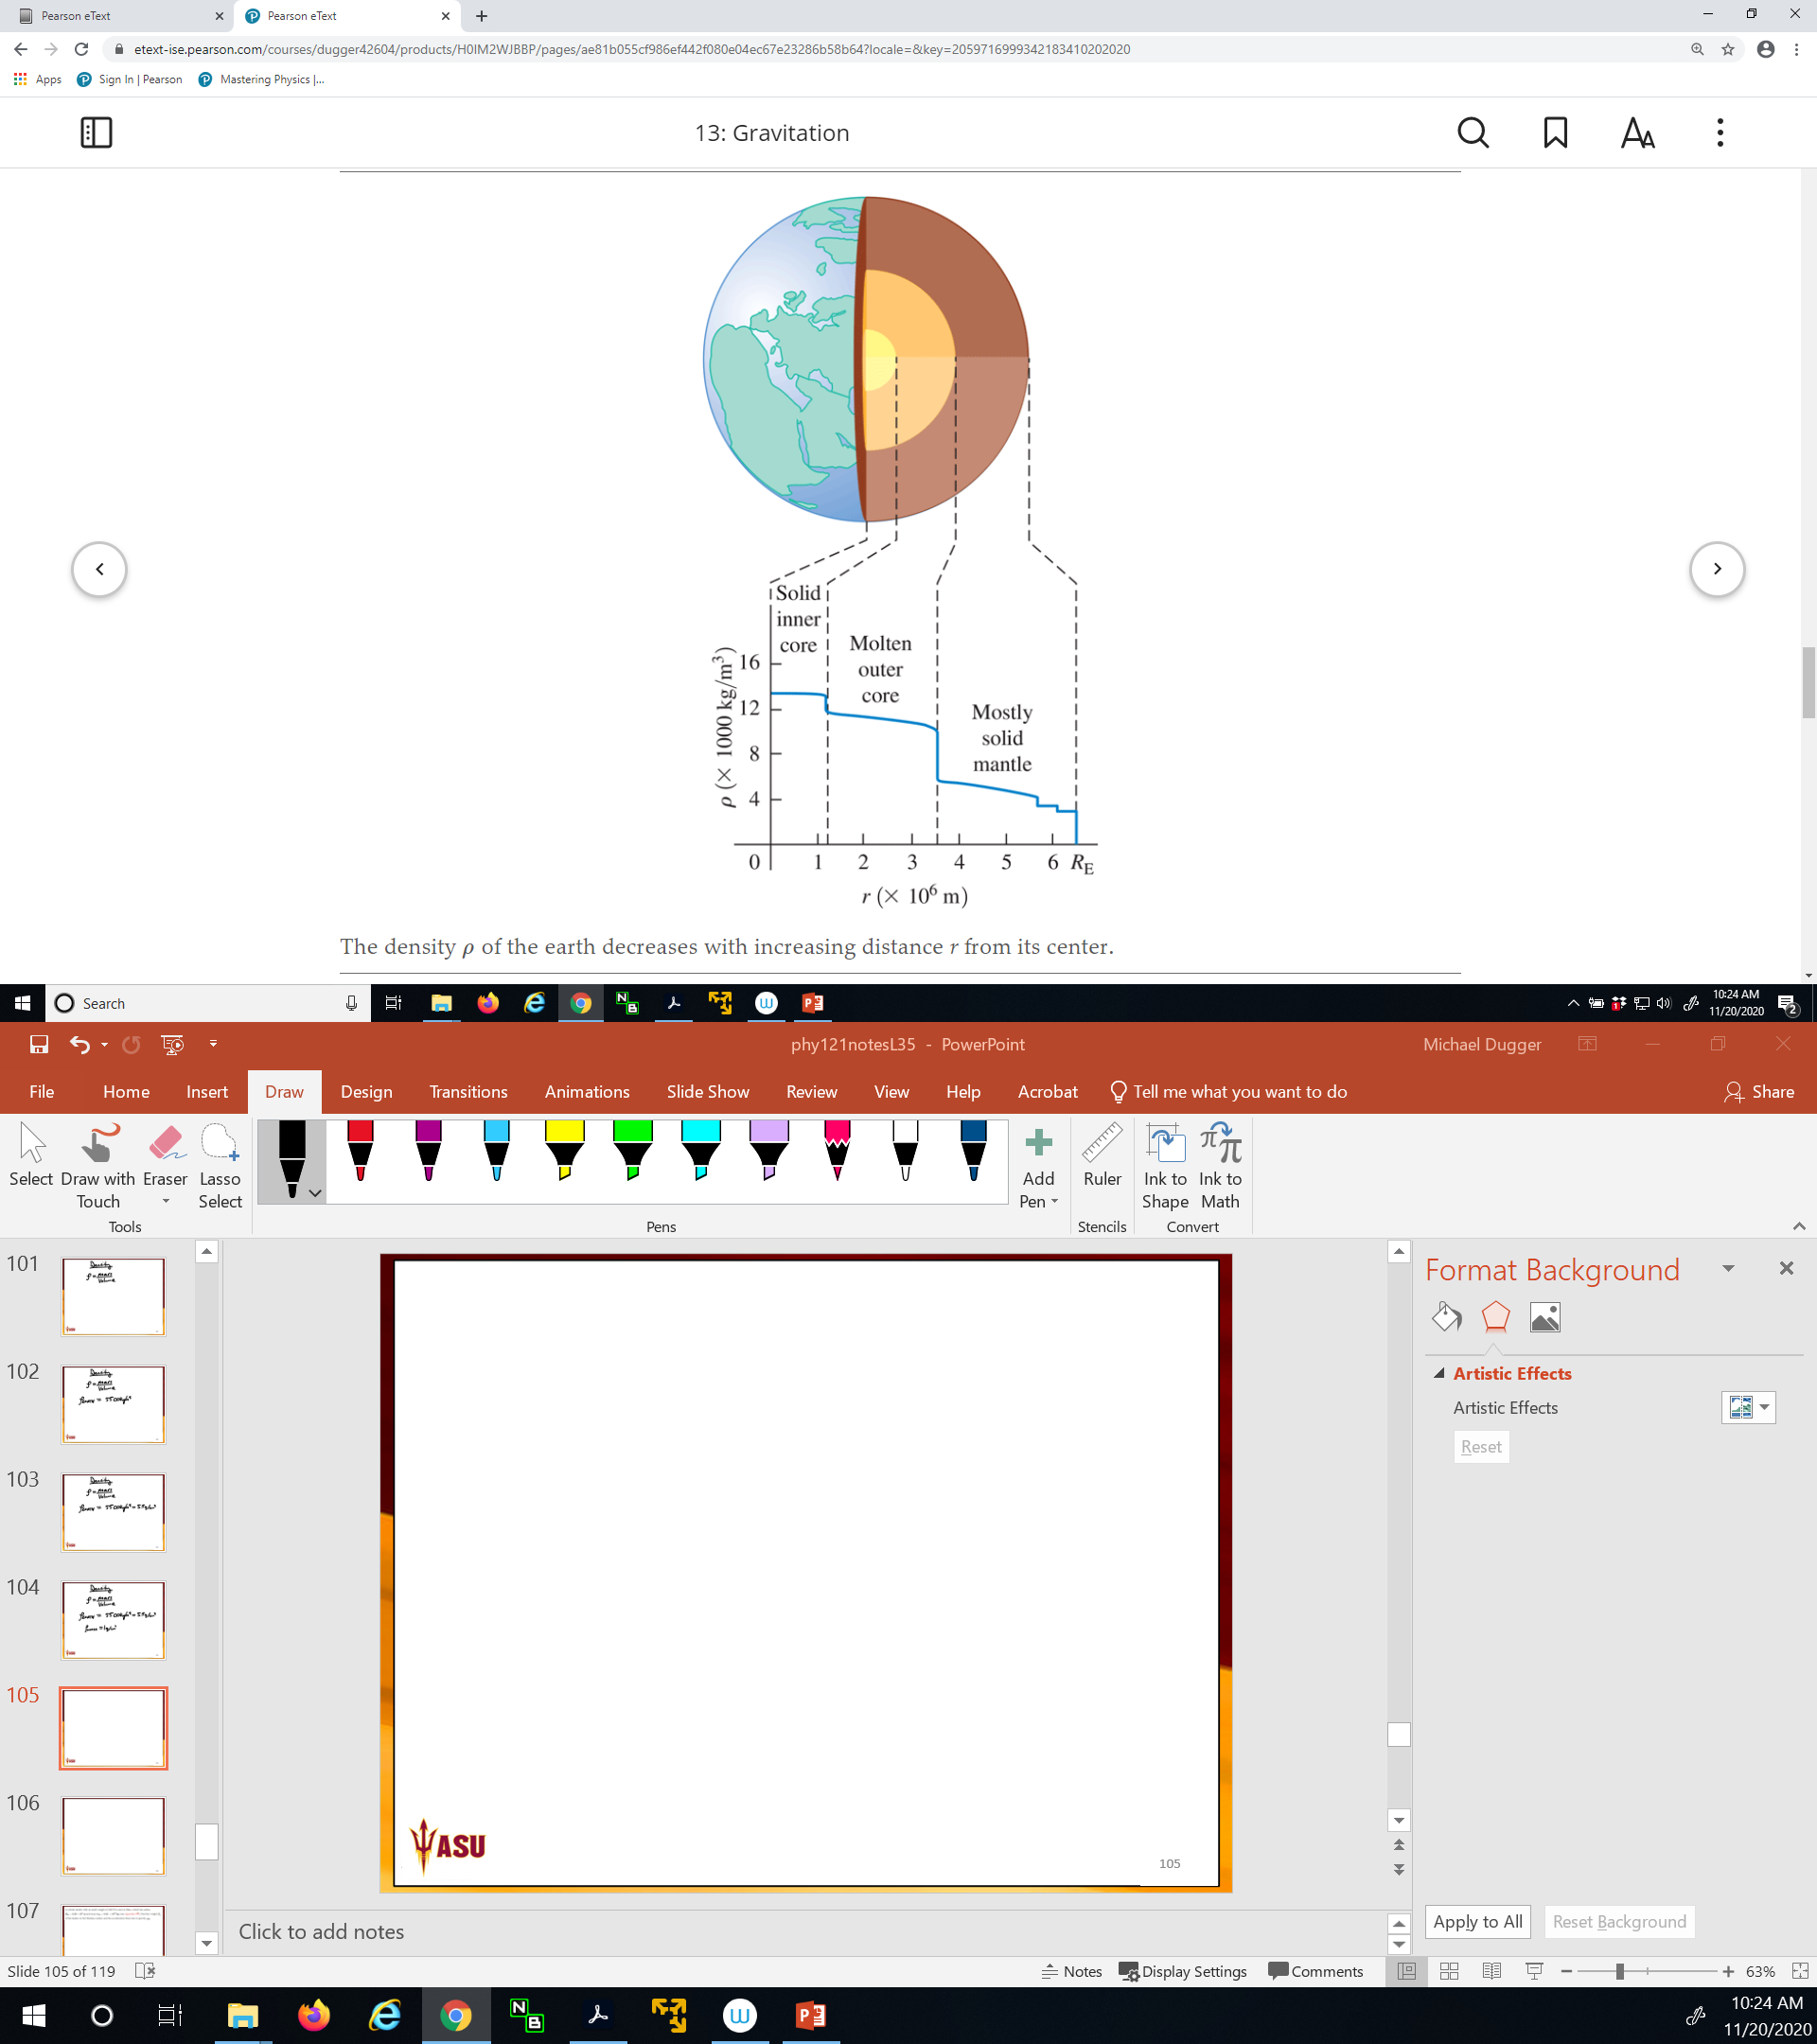 Pearson eText
Pearson eText
etext-ise.pearson.com/courses/dugger42604/products/H0IM2WJBBP/pages/ae81b055cf986ef442f080e04ec67e23286b58b64?locale=&key=2059716999342183410202020
Apps Sign In | Pearson Mastering Physics |...
13: Gravitation
Solid
inner
core
Molten
outer
core
Mostly
solid
mantle
ρ (× 1000 kg/m³)
16
12
8
4
0 1 2 3 4 5 6 RE
r (× 10⁶ m)
The density ρ of the earth decreases with increasing distance r from its center.
Search
10:24 AM
11/20/2020
2
phy121notesL35 - PowerPoint
Michael Dugger
File Home Insert Draw Design Transitions Animations Slide Show Review View Help Acrobat Tell me what you want to do Share
Select
Draw with
Touch
Eraser
Lasso
Select
Add
Pen
Ruler
Ink to
Shape
Ink to
Math
Tools
Pens
Stencils
Convert
101
Density
102
Density
103
Density
104
Density
105
106
107
ASU
105
Format Background
Artistic Effects
Artistic Effects
Reset
Apply to All
Reset Background
Click to add notes
Slide 105 of 119
Notes
Display Settings
Comments
63%
10:24 AM
11/20/2020